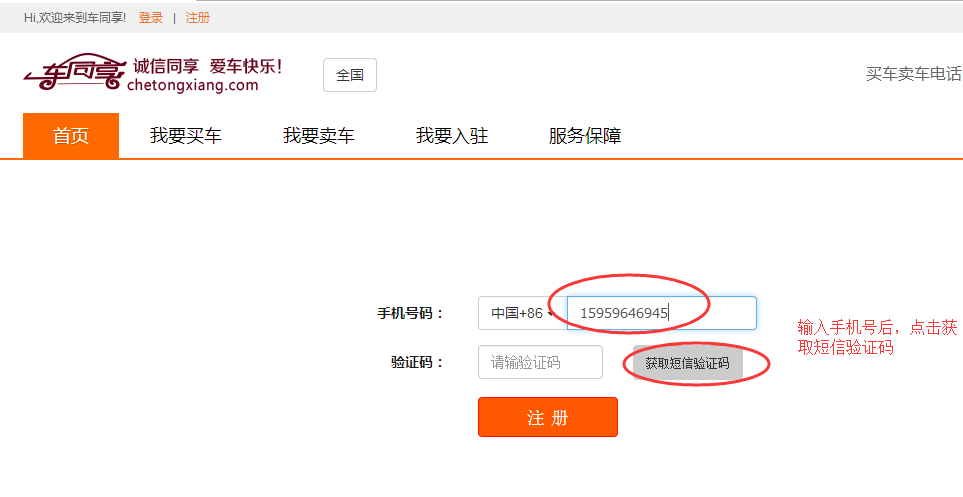 Hi,欢迎来到车同享! 登录 | 注册
车同享 诚信同享 爱车快乐!
chetongxiang.com
全国
买车卖车电话
首页 我要买车 我要卖车 我要入驻 服务保障
手机号码： 中国+86 15959646945
输入手机号后，点击获
取短信验证码
验证码： 请输验证码 获取短信验证码
注 册